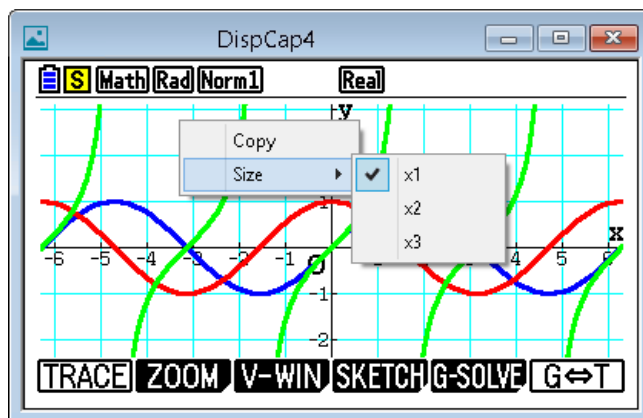 DispCap4
S Math Rad Norm1 Real
y
Copy
Size
x1
x2
x3
1
x
-6 -5 -4 -3 -2 -1 O 4 5 6
-1
-2
TRACE ZOOM V-WIN SKETCH G-SOLVE G⇔T